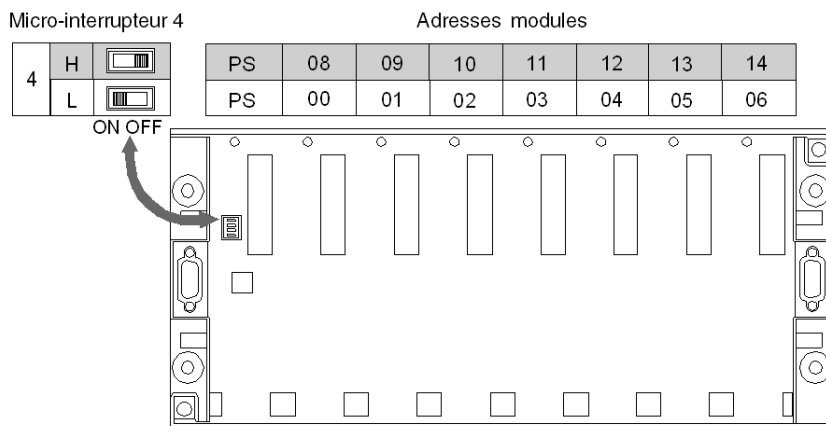 Micro-interrupteur 4
Adresses modules
4
H
PS 08 09 10 11 12 13 14
L
PS 00 01 02 03 04 05 06
ON OFF